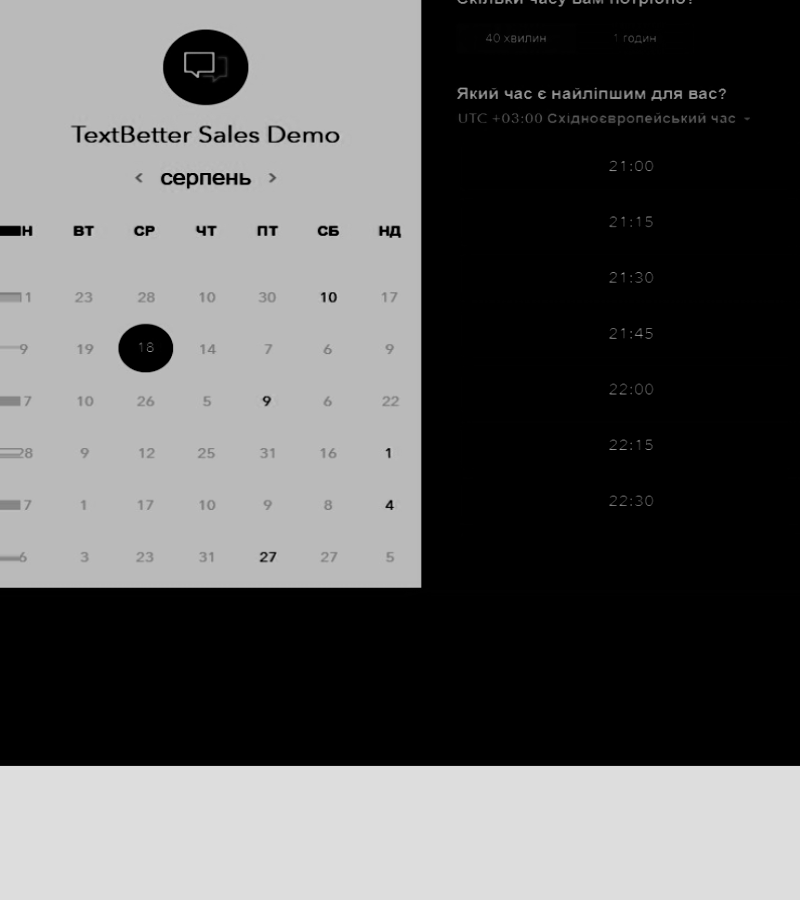 TextBetter Sales Demo
‹ серпень ›
Н ВТ СР ЧТ ПТ СБ НД
1 23 28 10 30 10 17
9 19 18 14 7 6 9
7 10 26 5 9 6 22
28 9 12 25 31 16 1
7 1 17 10 9 8 4
6 3 23 31 27 27 5
Скільки часу вам потрібно?
40 хвилин 1 годин
Який час є найліпшим для вас?
UTC +03:00 Східноєвропейський час
21:00
21:15
21:30
21:45
22:00
22:15
22:30